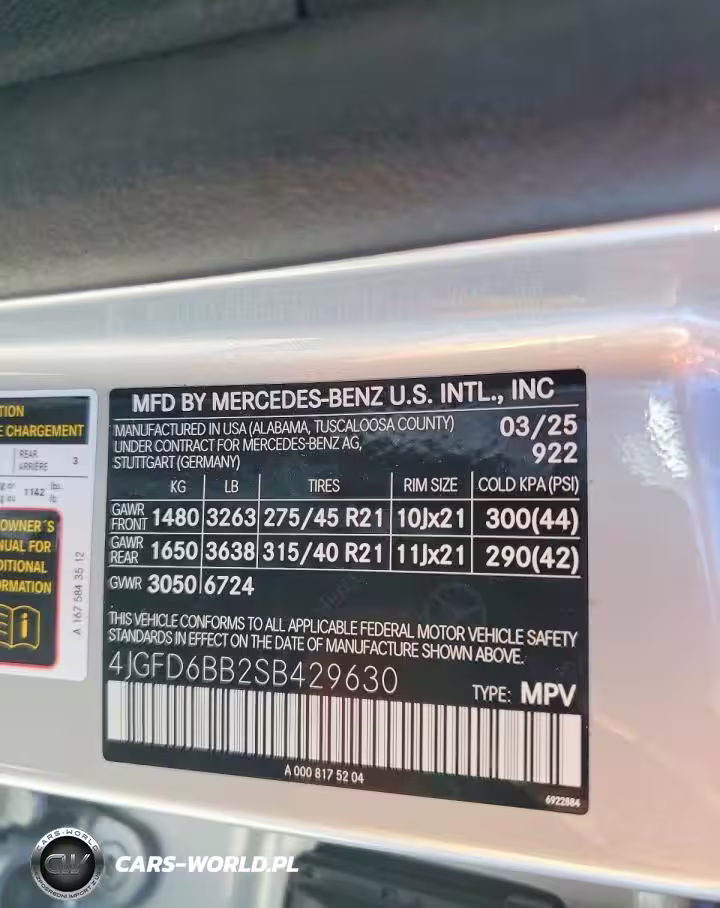 TION
E CHARGEMENT
REAR
ARRIÈRE 3
1142 lbs.
lb
OWNER´S
NUAL FOR
DITIONAL
ORMATION
A 167 584 35 12
MFD BY MERCEDES-BENZ U.S. INTL., INC
MANUFACTURED IN USA (ALABAMA, TUSCALOOSA COUNTY) 03/25
UNDER CONTRACT FOR MERCEDES-BENZ AG, 922
STUTTGART (GERMANY)
KG LB TIRES RIM SIZE COLD KPA (PSI)
GAWR FRONT 1480 3263 275/45 R21 10Jx21 300(44)
GAWR REAR 1650 3638 315/40 R21 11Jx21 290(42)
GVWR 3050 6724
THIS VEHICLE CONFORMS TO ALL APPLICABLE FEDERAL MOTOR VEHICLE SAFETY
STANDARDS IN EFFECT ON THE DATE OF MANUFACTURE SHOWN ABOVE.
4JGFD6BB2SB429630
TYPE: MPV
A 000 817 52 04
6922884
CARS-WORLD
CW
CARS-WORLD.PL